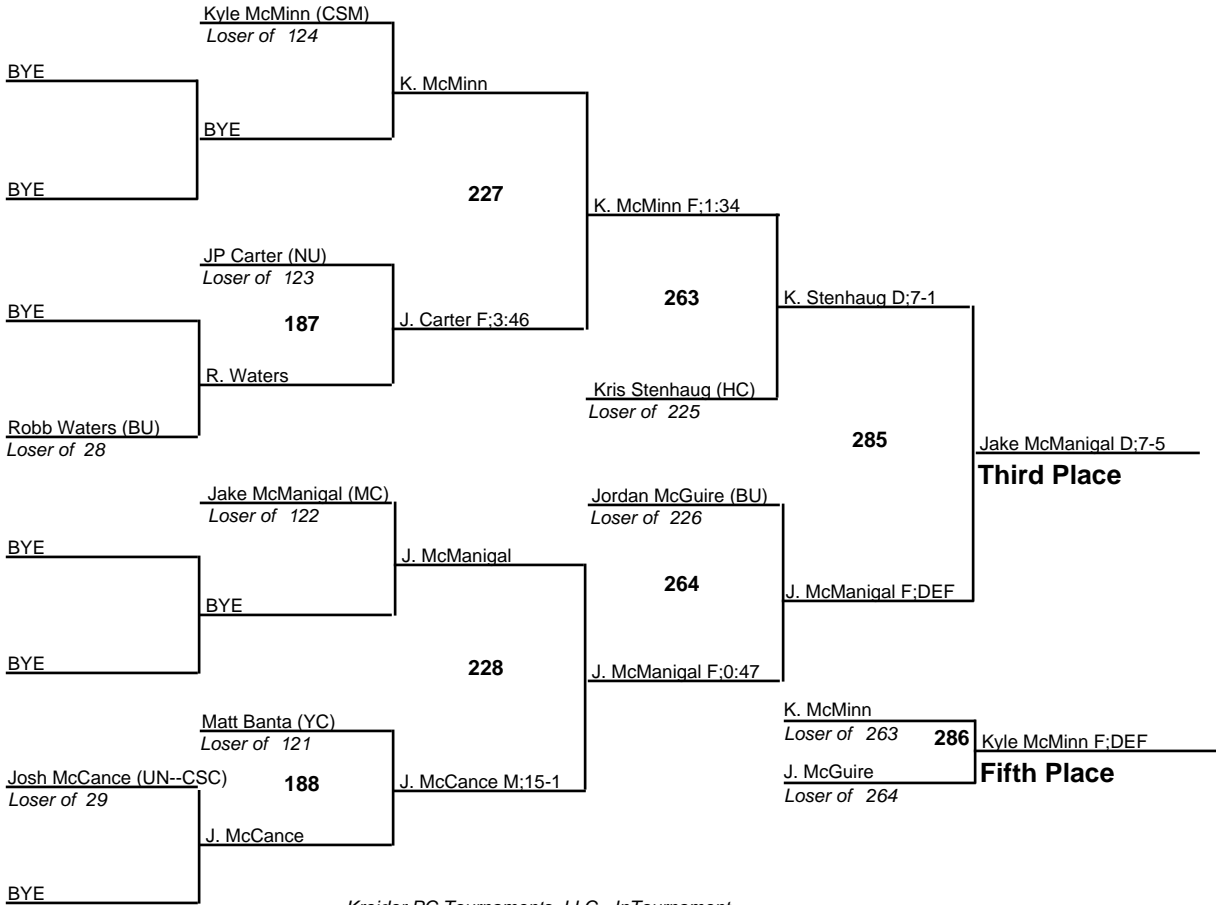 Kyle McMinn (CSM)
Loser of 124
BYE
K. McMinn
BYE
BYE
227
K. McMinn F;1:34
JP Carter (NU)
Loser of 123
263
K. Stenhaug D;7-1
BYE
187
J. Carter F;3:46
R. Waters
Kris Stenhaug (HC)
Loser of 225
Robb Waters (BU)
Loser of 28
285
Jake McManigal D;7-5
Third Place
Jake McManigal (MC)
Loser of 122
Jordan McGuire (BU)
Loser of 226
BYE
J. McManigal
264
BYE
J. McManigal F;DEF
BYE
228
J. McManigal F;0:47
Matt Banta (YC)
Loser of 121
K. McMinn
Loser of 263
286
Kyle McMinn F;DEF
Fifth Place
Josh McCance (UN--CSC)
Loser of 29
188
J. McCance M;15-1
J. McGuire
Loser of 264
J. McCance
BYE